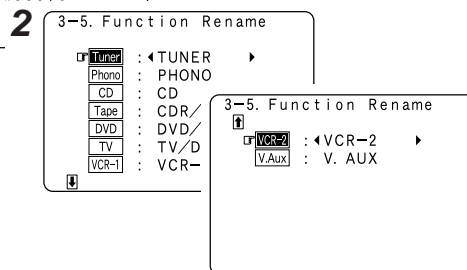 2
3-5. Function Rename
☞ Tuner : ◀TUNER ▶
Phono : PHONO
CD : CD
Tape : CDR/
DVD : DVD/
TV : TV/D
VCR-1 : VCR-
3-5. Function Rename
☞ VCR-2 : ◀VCR-2 ▶
V.Aux : V. AUX